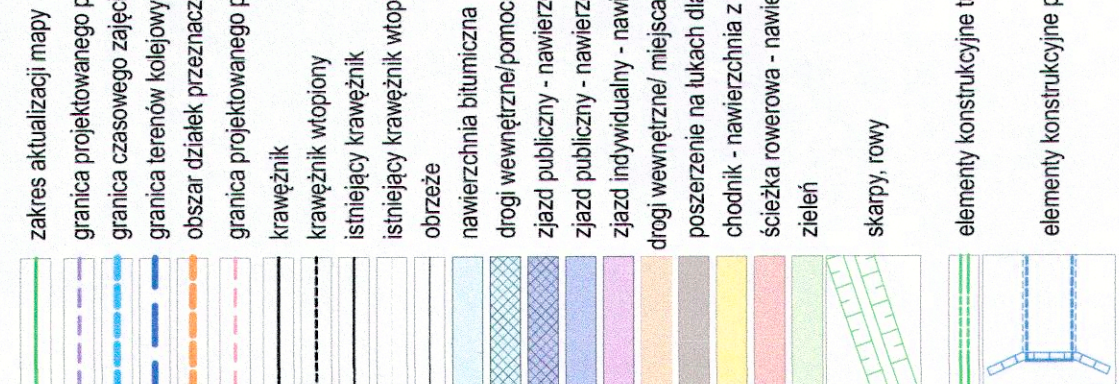 zakres aktualizacji mapy
granica projektowanego p
granica czasowego zajęc
granica terenów kolejowy
obszar działek przeznacz
granica projektowanego p
krawężnik
krawężnik wtopiony
istniejący krawężnik
istniejący krawężnik wtop
obrzeże
nawierzchnia bitumiczna
drogi wewnętrzne/pomoc
zjazd publiczny - nawierz
zjazd publiczny - nawierz
zjazd indywidualny - nawi
drogi wewnętrzne/ miejsca
poszerzenie na łukach dla
chodnik - nawierzchnia z
ścieżka rowerowa - nawie
zieleń
skarpy, rowy
elementy konstrukcyjne t
elementy konstrukcyjne p